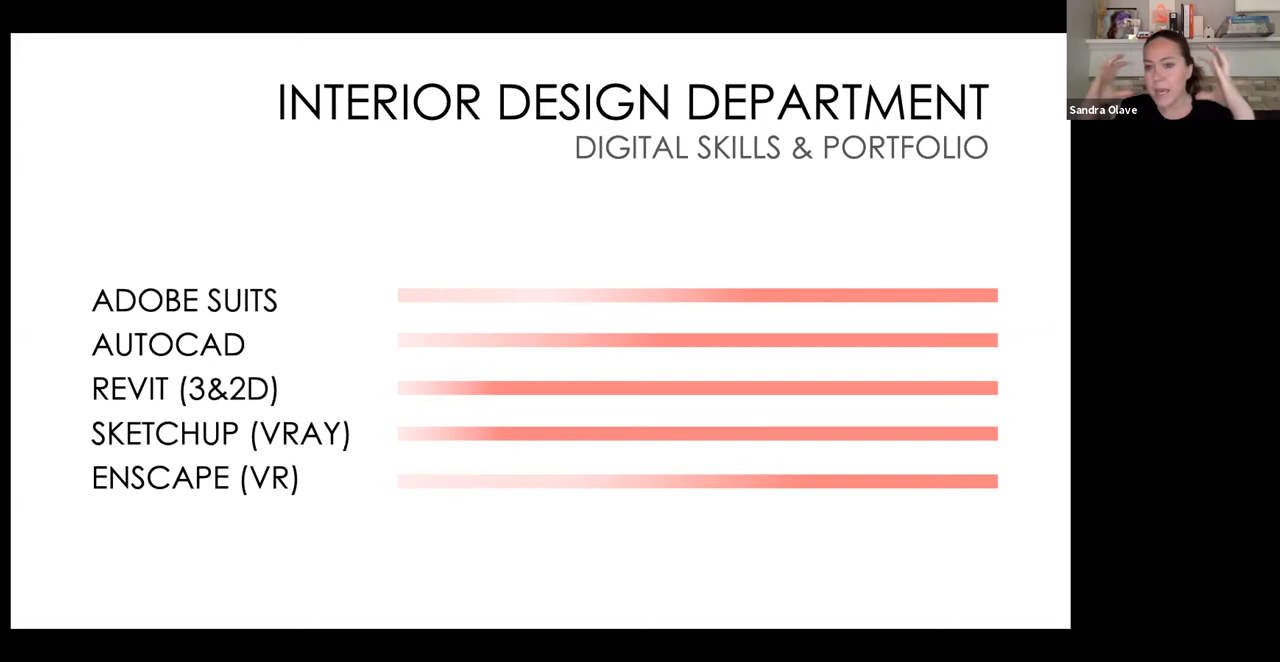 INTERIOR DESIGN DEPARTMENT
DIGITAL SKILLS & PORTFOLIO
Sandra Olave
ADOBE SUITS
AUTOCAD
REVIT (3&2D)
SKETCHUP (VRAY)
ENSCAPE (VR)